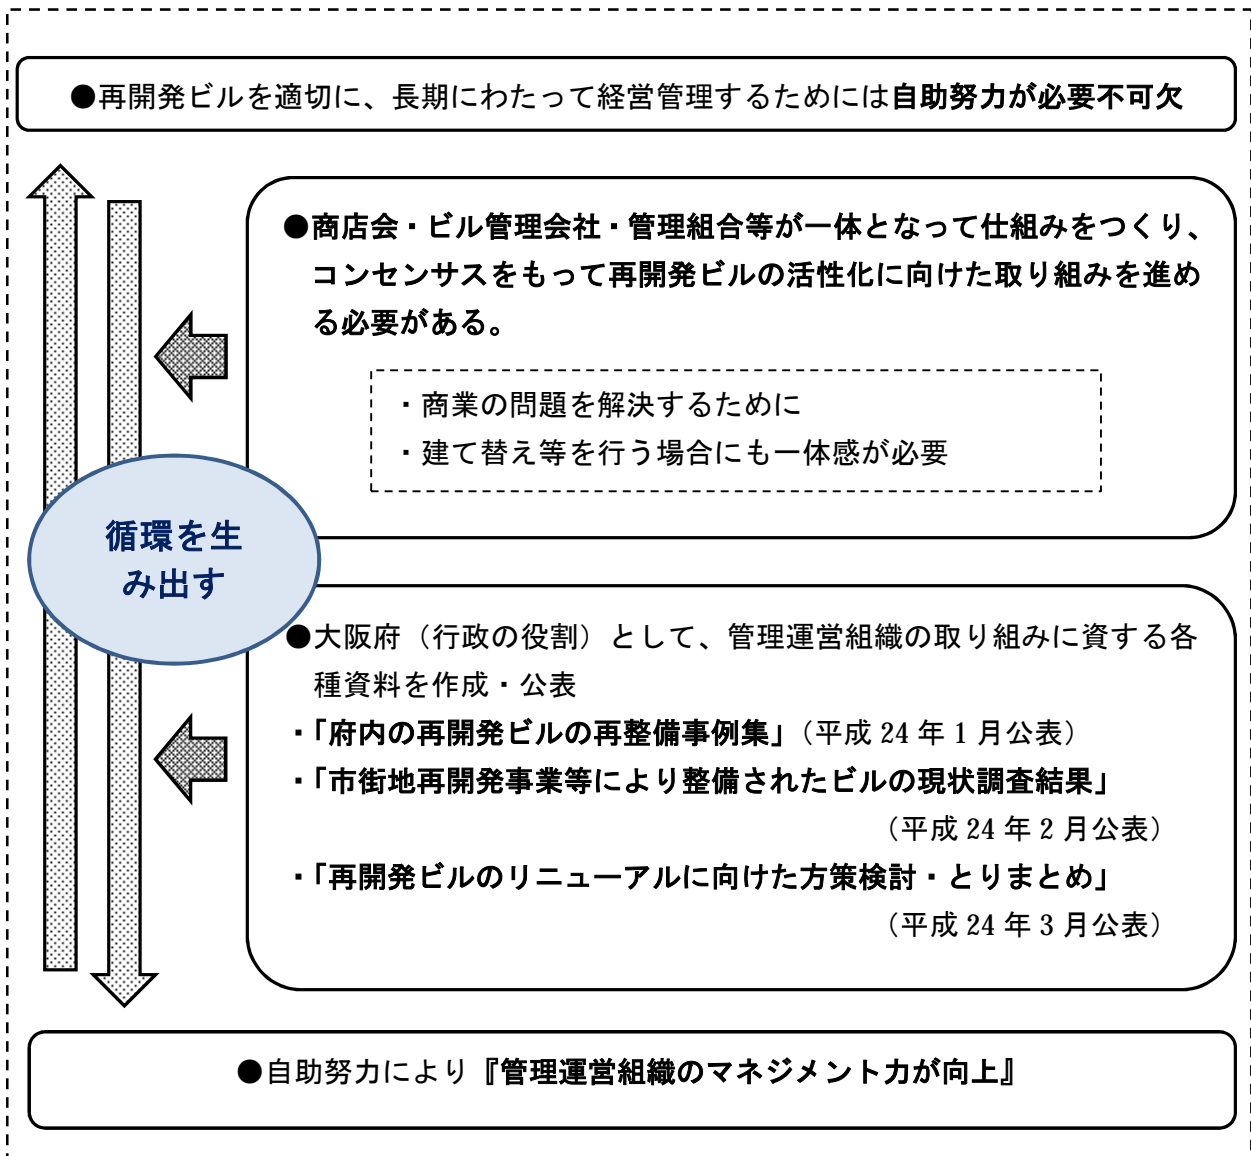 ●再開発ビルを適切に、長期にわたって経営管理するためには自助努力が必要不可欠
●商店会・ビル管理会社・管理組合等が一体となって仕組みをつくり、
コンセンサスをもって再開発ビルの活性化に向けた取り組みを進め
る必要がある。
・商業の問題を解決するために
・建て替え等を行う場合にも一体感が必要
循環を生
み出す
●大阪府（行政の役割）として、管理運営組織の取り組みに資する各
種資料を作成・公表
・「府内の再開発ビルの再整備事例集」（平成 24 年 1 月公表）
・「市街地再開発事業等により整備されたビルの現状調査結果」
（平成 24 年 2 月公表）
・「再開発ビルのリニューアルに向けた方策検討・とりまとめ」
（平成 24 年 3 月公表）
●自助努力により『管理運営組織のマネジメント力が向上』